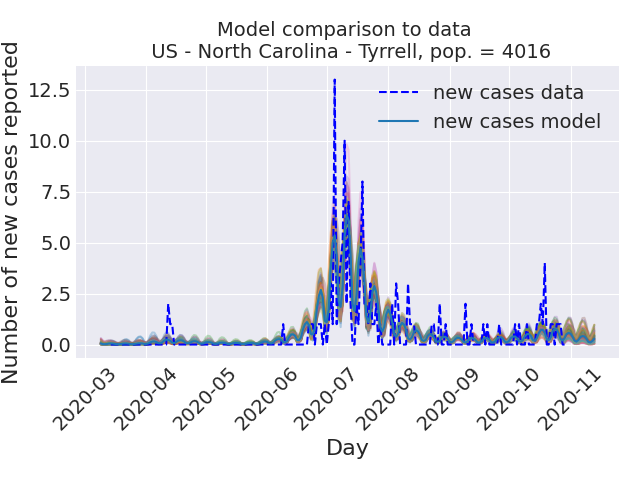 Model comparison to data
US - North Carolina - Tyrrell, pop. = 4016
Number of new cases reported
12.5
10.0
7.5
5.0
2.5
0.0
new cases data
new cases model
2020-03
2020-04
2020-05
2020-06
2020-07
2020-08
2020-09
2020-10
2020-11
Day